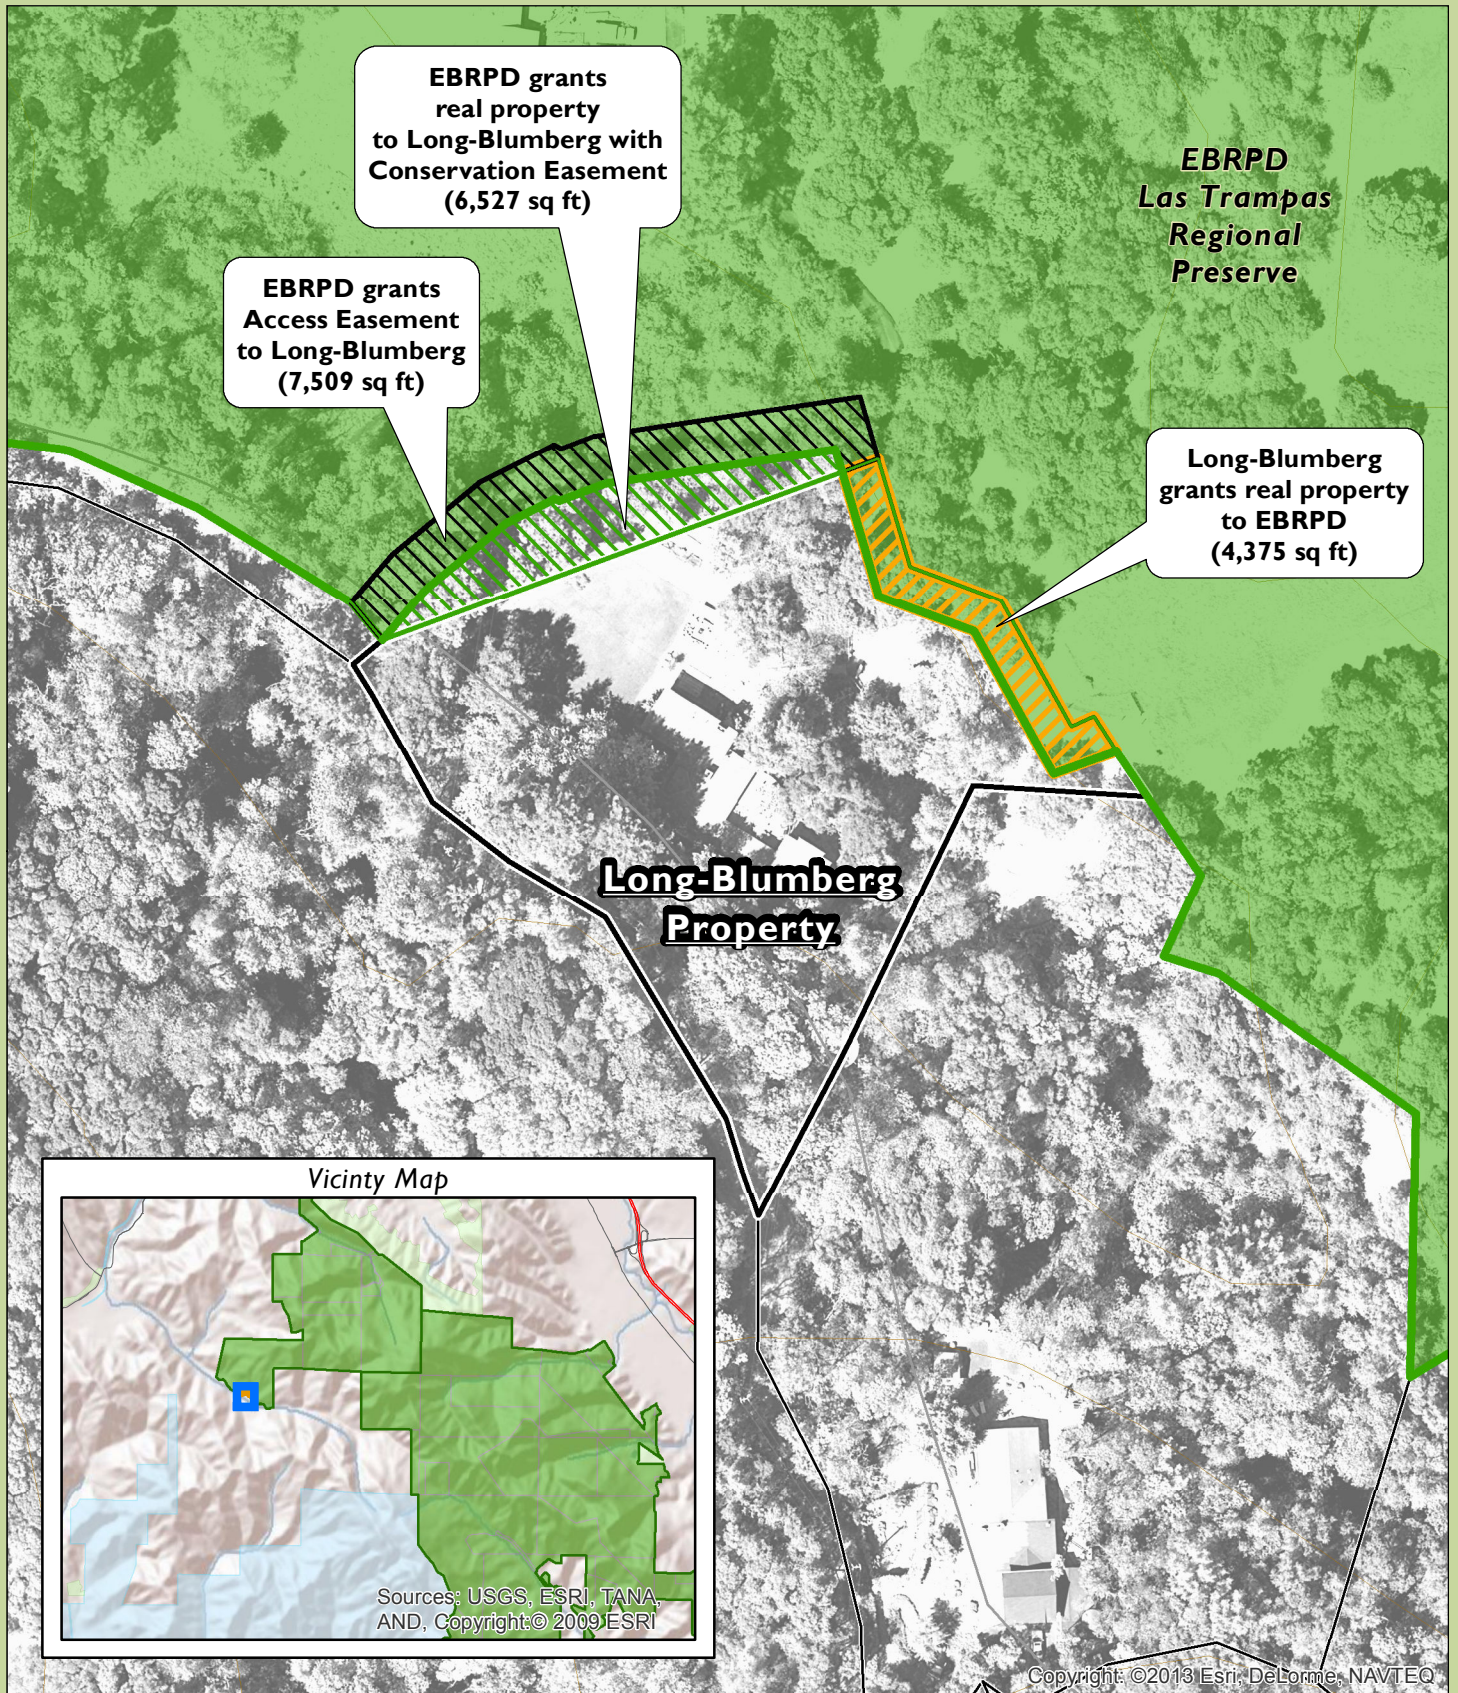 EBRPD grants
real property
to Long-Blumberg with
Conservation Easement
(6,527 sq ft)
EBRPD
Las Trampas
Regional
Preserve
EBRPD grants
Access Easement
to Long-Blumberg
(7,509 sq ft)
Long-Blumberg
grants real property
to EBRPD
(4,375 sq ft)
Long-Blumberg
Property
Vicinty Map
Sources: USGS, ESRI, TANA,
AND, Copyright:© 2009 ESRI
Copyright: ©2013 Esri, DeLorme, NAVTEQ